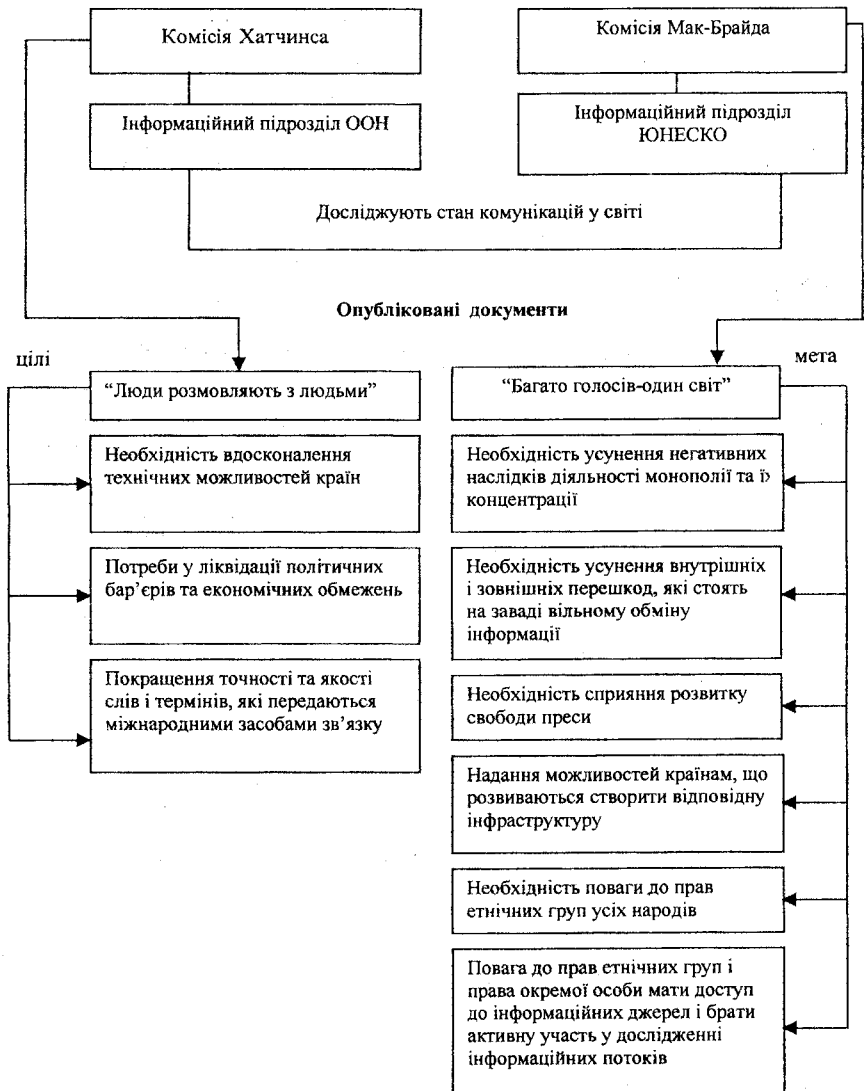 Комісія Хатчинса
Комісія Мак-Брайда
Інформаційний підрозділ ООН
Інформаційний підрозділ
ЮНЕСКО
Досліджують стан комунікацій у світі
Опубліковані документи
цілі
мета
“Люди розмовляють з людьми”
Необхідність вдосконалення
технічних можливостей країн
Потреби у ліквідації політичних
бар’єрів та економічних обмежень
Покращення точності та якості
слів і термінів, які передаються
міжнародними засобами зв’язку
“Багато голосів-один світ”
Необхідність усунення негативних
наслідків діяльності монополії та
концентрації
Необхідність усунення внутрішніх
і зовнішніх перешкод, які стоять
на заваді вільному обміну
інформації
Необхідність сприяння розвитку
свободи преси
Надання можливостей країнам, що
розвиваються створити відповідну
інфраструктуру
Необхідність поваги до прав
етнічних груп усіх народів
Повага до прав етнічних груп і
права окремої особи мати доступ
до інформаційних джерел і брати
активну участь у дослідженні
інформаційних потоків